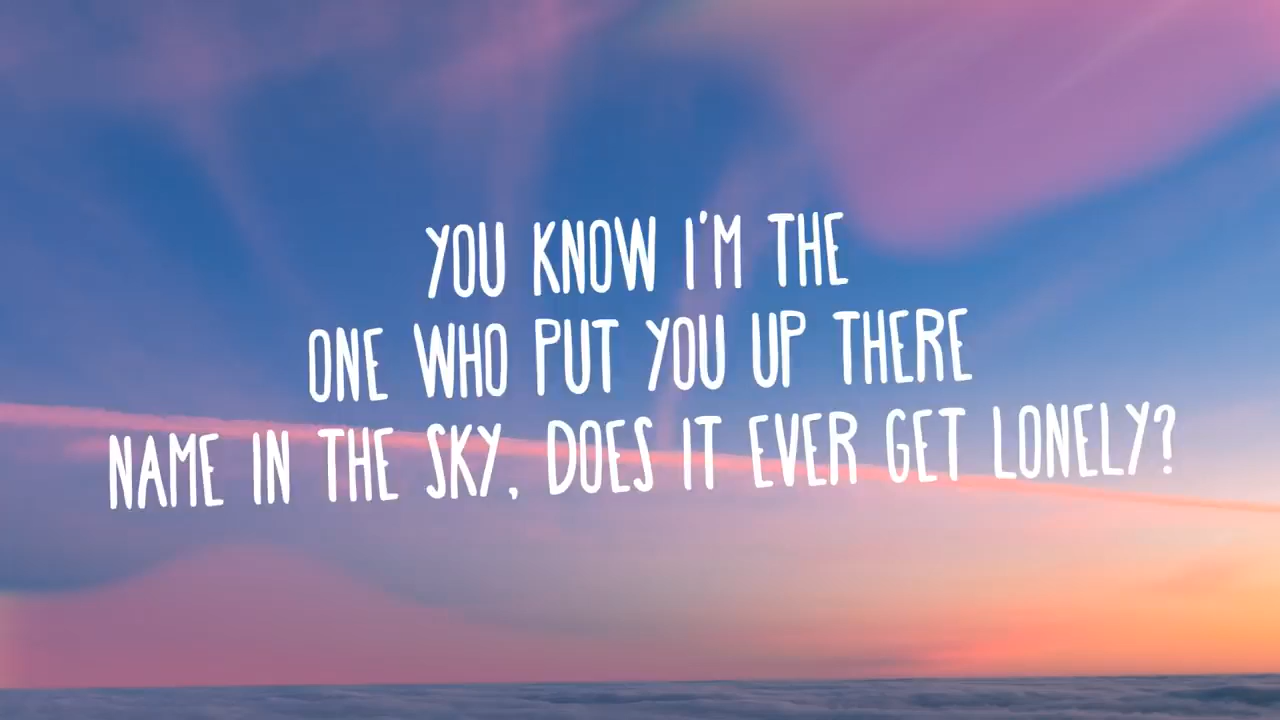 YOU KNOW I'M THE
ONE WHO PUT YOU UP THERE
NAME IN THE SKY, DOES IT EVER GET LONELY?